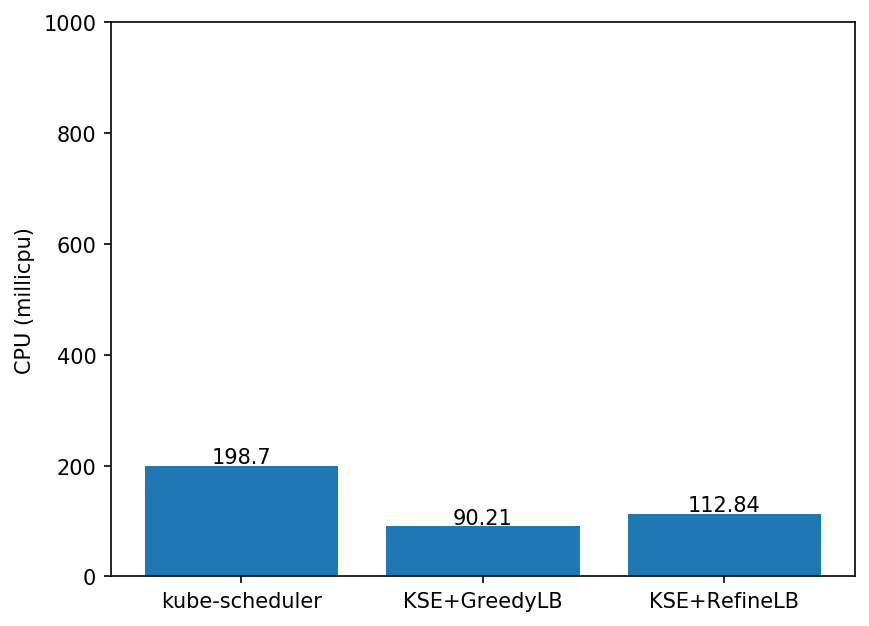 1000
800
600
400
200
0
CPU (millicpu)
198.7
90.21
112.84
kube-scheduler
KSE+GreedyLB
KSE+RefineLB